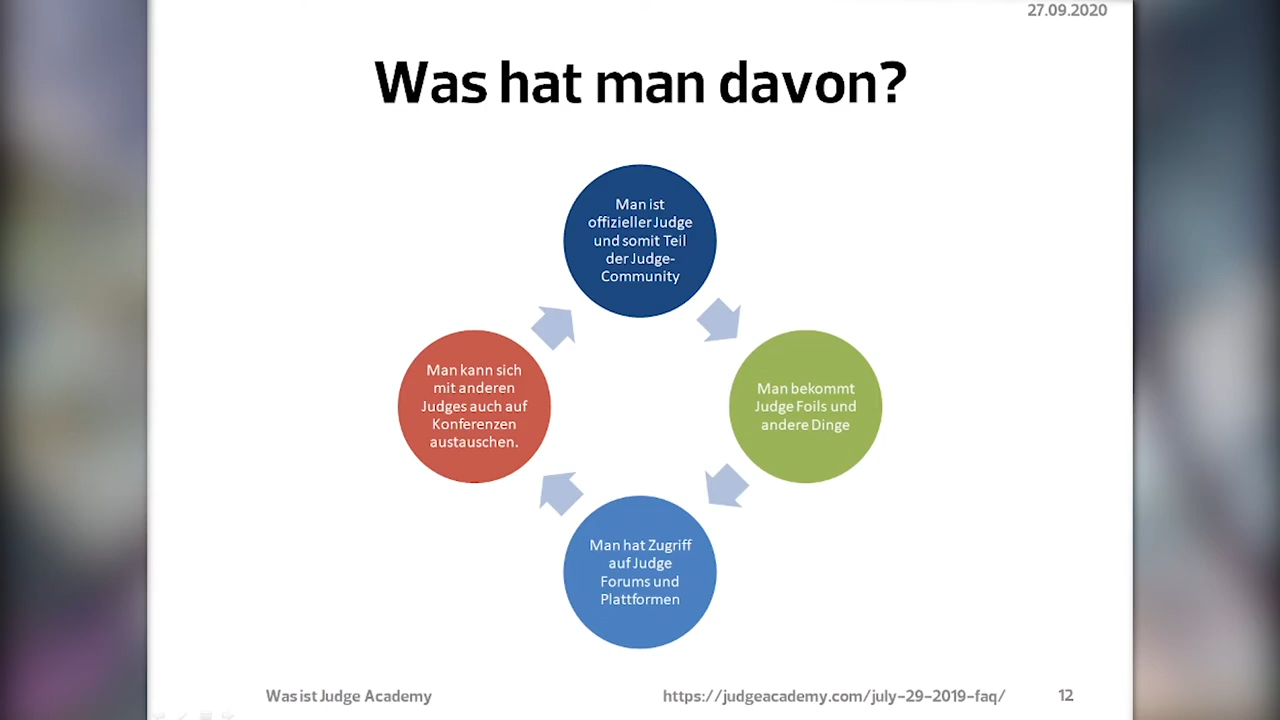 27.09.2020
Was hat man davon?
Man ist
offizieller Judge
und somit Teil
der Judge-
Community
Man bekommt
Judge Foils und
andere Dinge
Man hat Zugriff
auf Judge
Forums und
Plattformen
Man kann sich
mit anderen
Judges auch auf
Konferenzen
austauschen.
Was ist Judge Academy
https://judgeacademy.com/july-29-2019-faq/
12